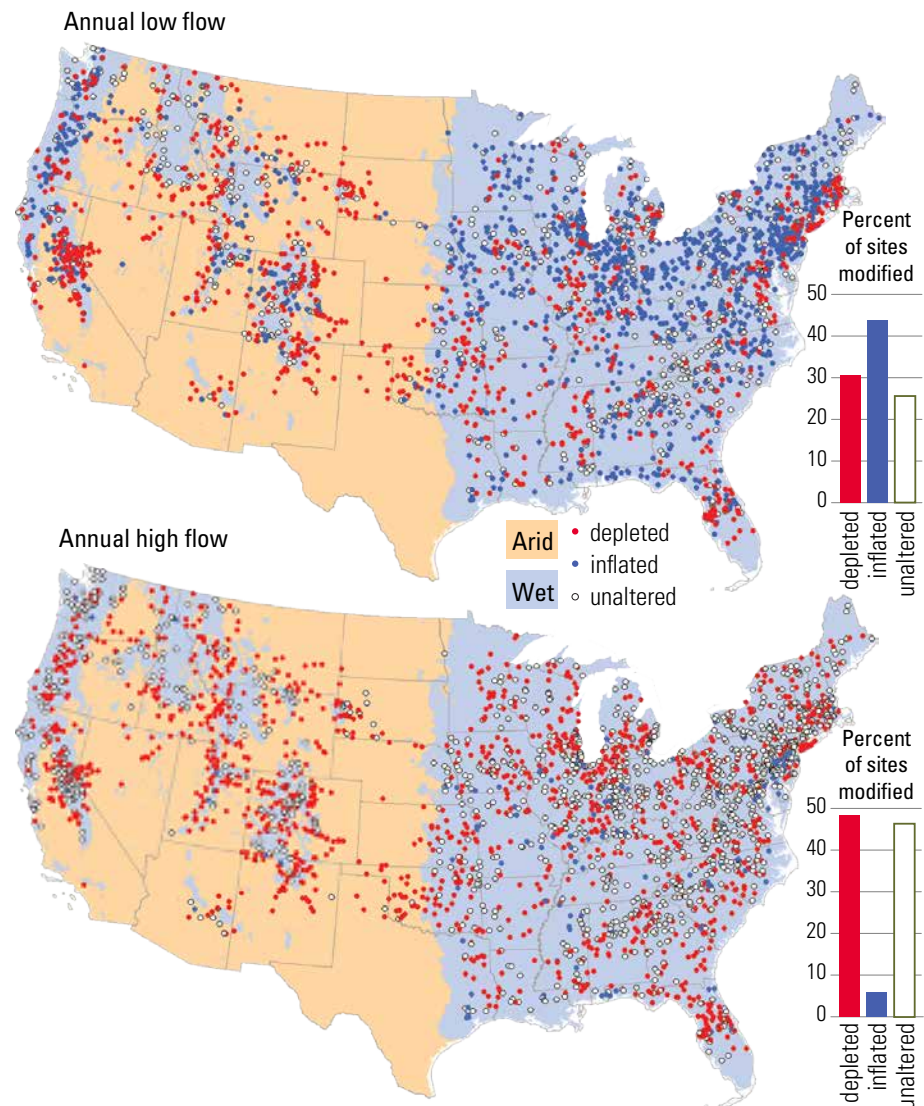 Annual low flow
Percent
of sites
modified
50
40
30
20
10
0
depleted
inflated
unaltered
Arid
Wet
depleted
inflated
unaltered
Annual high flow
Percent
of sites
modified
50
40
30
20
10
0
depleted
inflated
unaltered